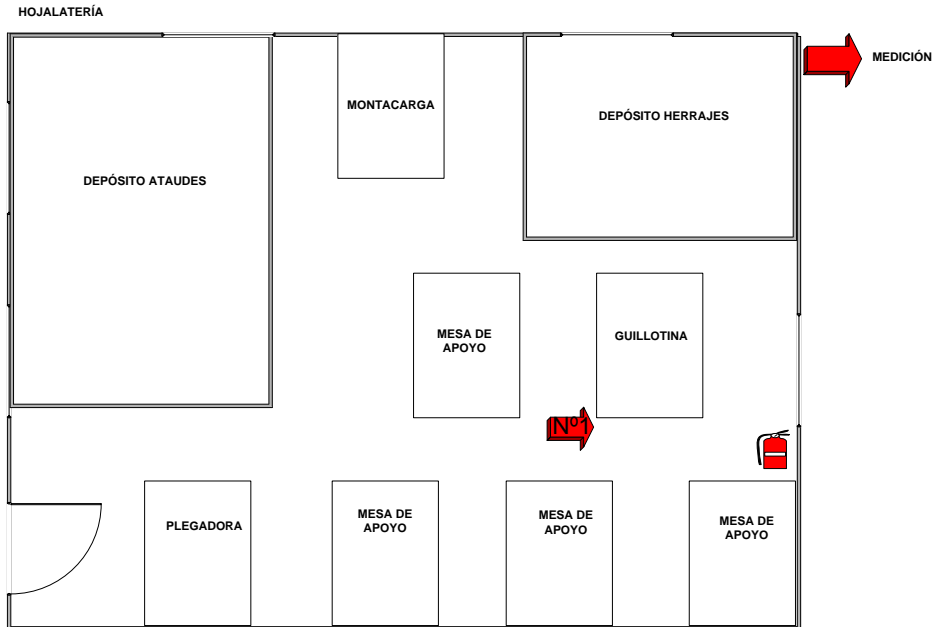 HOJALATERÍA
MEDICIÓN
MONTACARGA
DEPÓSITO HERRAJES
DEPÓSITO ATAUDES
MESA DE
APOYO
GUILLOTINA
Nº1
PLEGADORA
MESA DE
APOYO
MESA DE
APOYO
MESA DE
APOYO